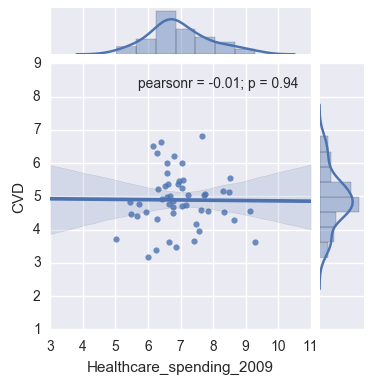 pearsonr = -0.01; p = 0.94
9
8
7
6
5
4
3
2
1
CVD
3 4 5 6 7 8 9 10 11
Healthcare_spending_2009